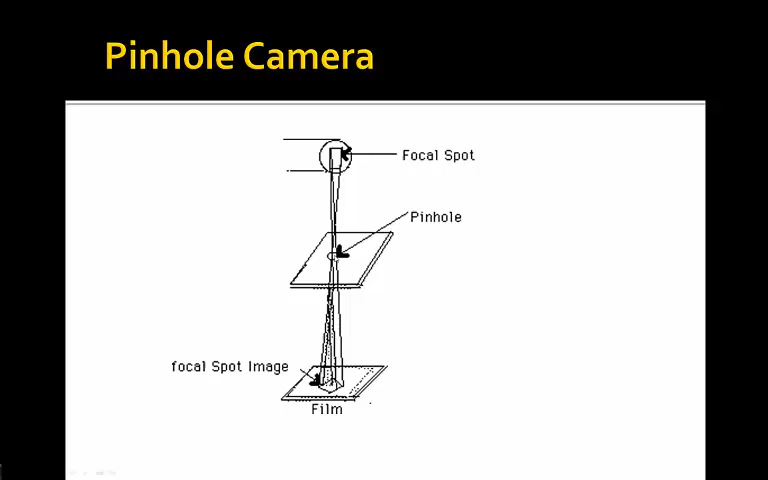 Pinhole Camera
Focal Spot
Pinhole
focal Spot Image
Film